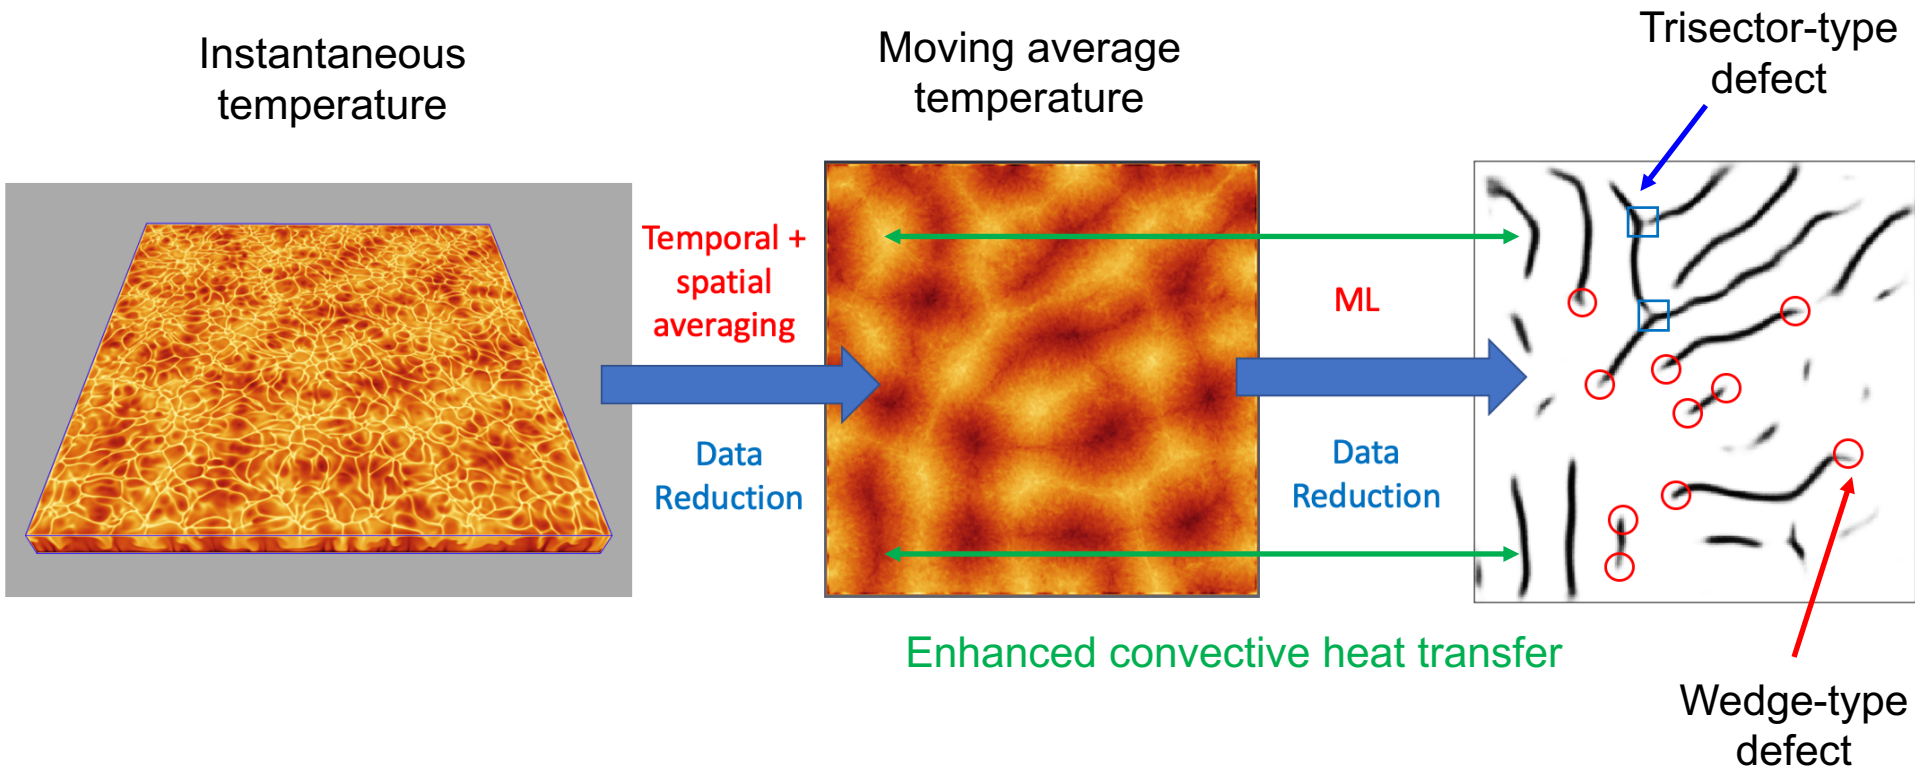 Instantaneous
temperature
Moving average
temperature
Trisector-type
defect
Temporal +
spatial
averaging
ML
Data
Reduction
Data
Reduction
Enhanced convective heat transfer
Wedge-type
defect